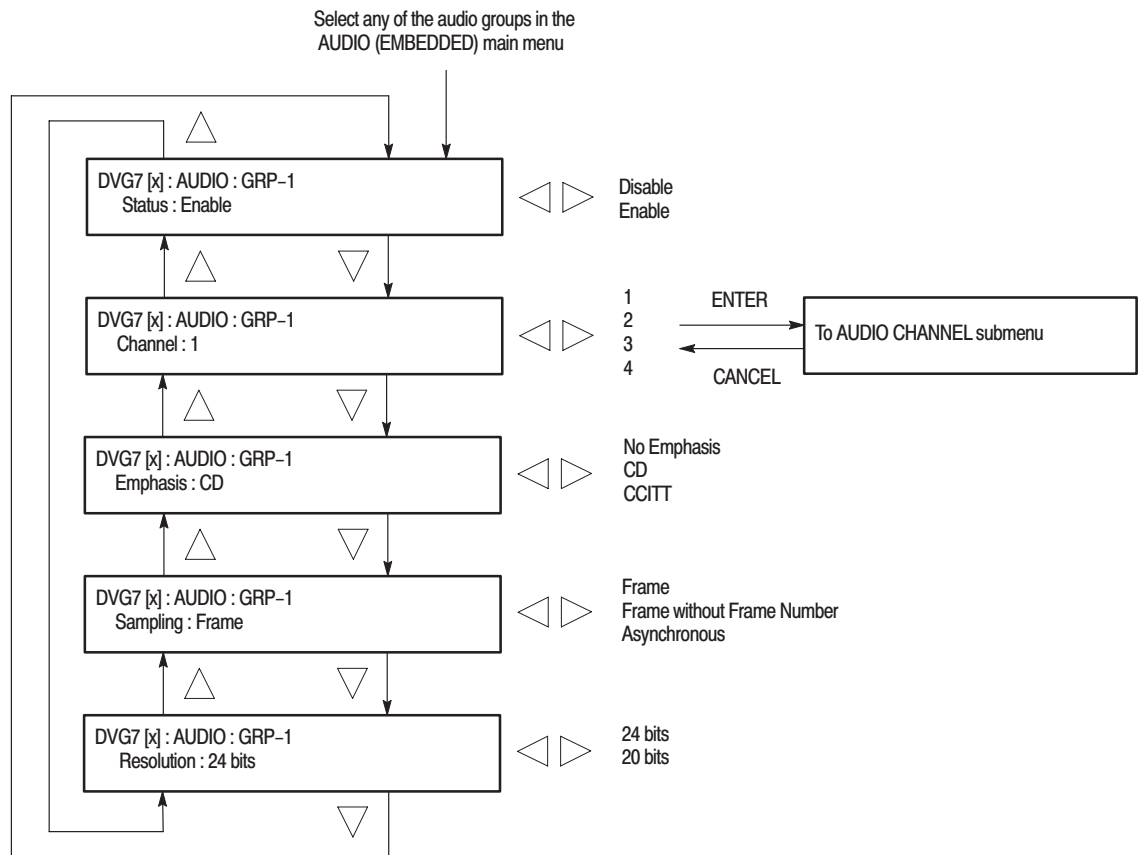 Select any of the audio groups in the
AUDIO (EMBEDDED) main menu
DVG7 [x] : AUDIO : GRP–1
Status : Enable
Disable
Enable
DVG7 [x] : AUDIO : GRP–1
Channel : 1
1
2
3
4
ENTER
CANCEL
To AUDIO CHANNEL submenu
DVG7 [x] : AUDIO : GRP–1
Emphasis : CD
No Emphasis
CD
CCITT
DVG7 [x] : AUDIO : GRP–1
Sampling : Frame
Frame
Frame without Frame Number
Asynchronous
DVG7 [x] : AUDIO : GRP–1
Resolution : 24 bits
24 bits
20 bits